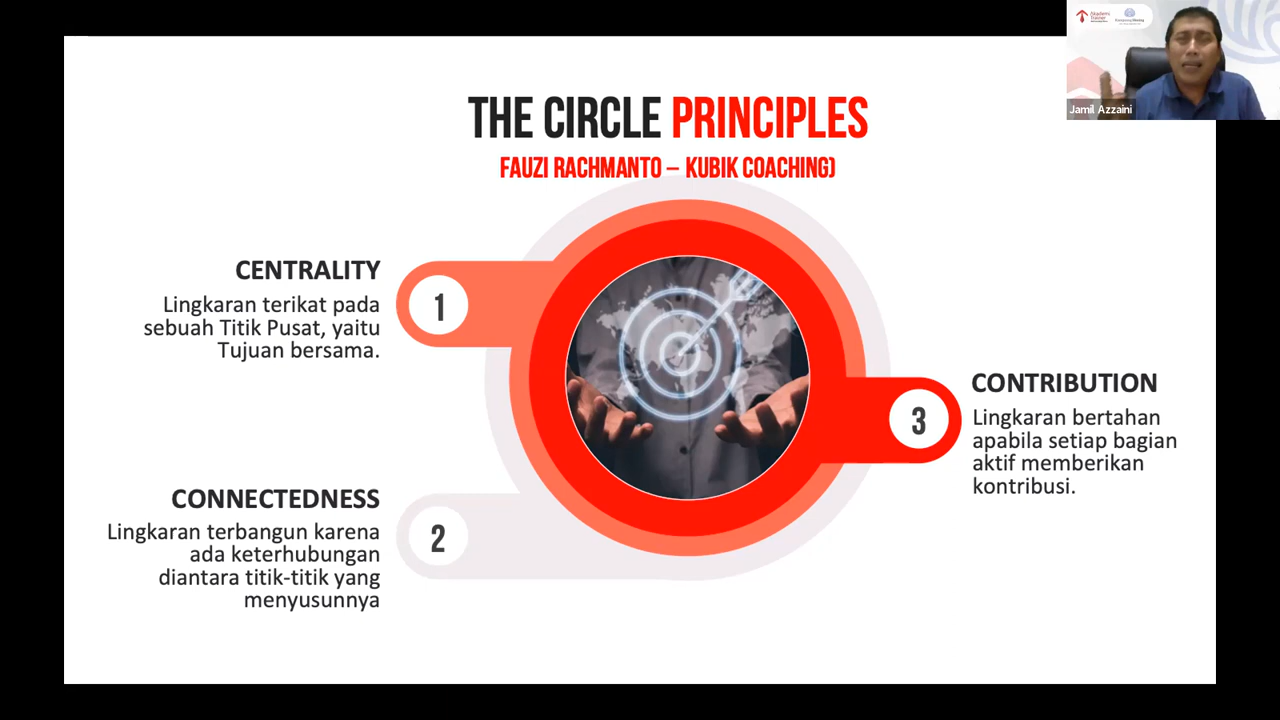 THE CIRCLE PRINCIPLES
FAUZI RACHMANTO – KUBIK COACHING)
CENTRALITY
Lingkaran terikat pada
sebuah Titik Pusat, yaitu
Tujuan bersama.
1
CONNECTEDNESS
Lingkaran terbangun karena
ada keterhubungan
diantara titik-titik yang
menyusunnya
2
3
CONTRIBUTION
Lingkaran bertahan
apabila setiap bagian
aktif memberikan
kontribusi.
Akademi
Trainer
Jamil Azzaini